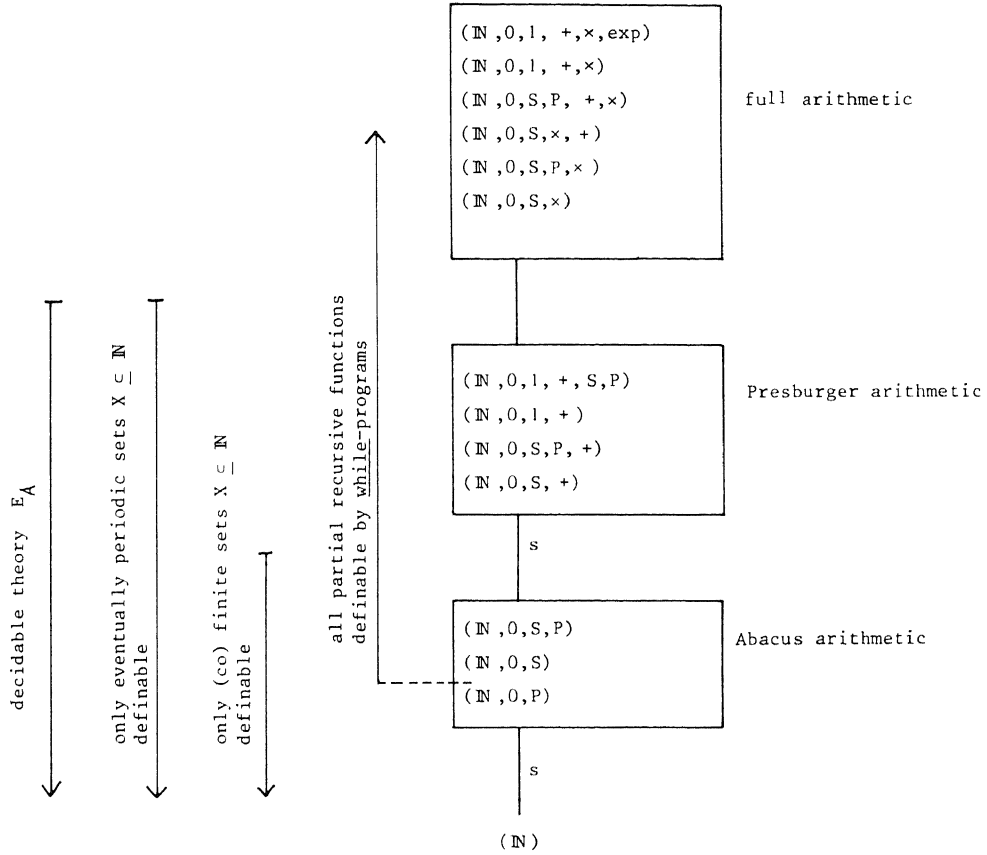 (ℕ,0,1, +,×,exp)
(ℕ,0,1, +,×)
(ℕ,0,S,P, +,×)
(ℕ,0,S,×, +)
(ℕ,0,S,P,×)
(ℕ,0,S,×)
full arithmetic
(ℕ,0,1, +,S,P)
(ℕ,0,1, +)
(ℕ,0,S,P, +)
(ℕ,0,S, +)
Presburger arithmetic
s
(ℕ,0,S,P)
(ℕ,0,S)
(ℕ,0,P)
Abacus arithmetic
s
(ℕ)
decidable theory E_A
only eventually periodic sets X ⊆ ℕ
definable
only (co) finite sets X ⊆ ℕ
definable
all partial recursive functions
definable by while-programs